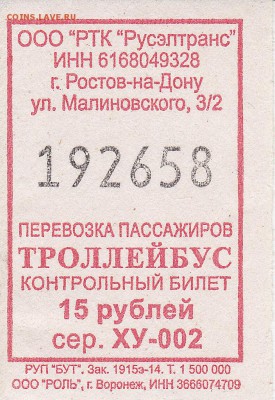 COINS.LAVE.RU
ООО "РТК "Русэлтранс"
ИНН 6168049328
г. Ростов-на-Дону
ул. Малиновского, 3/2
192658
ПЕРЕВОЗКА ПАССАЖИРОВ
ТРОЛЛЕЙБУС
КОНТРОЛЬНЫЙ БИЛЕТ
15 рублей
сер. ХУ-002
РУП "БУТ". Зак. 1915з-14. Т. 1 500 000
ООО "РОЛЬ", г. Воронеж, ИНН 3666074709